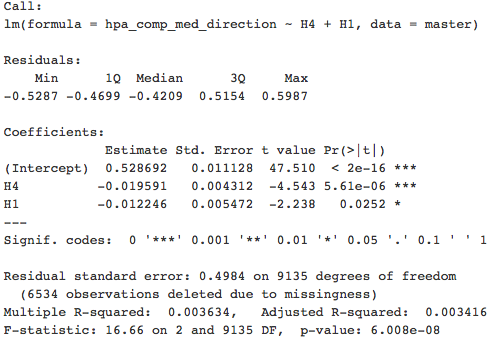 Call:
lm(formula = hpa_comp_med_direction ~ H4 + H1, data = master)
Residuals:
Min 1Q Median 3Q Max
-0.5287 -0.4699 -0.4209 0.5154 0.5987
Coefficients:
Estimate Std. Error t value Pr(>|t|)
(Intercept) 0.528692 0.011128 47.510 < 2e-16 ***
H4 -0.019591 0.004312 -4.543 5.61e-06 ***
H1 -0.012246 0.005472 -2.238 0.0252 *
---
Signif. codes: 0 '***' 0.001 '**' 0.01 '*' 0.05 '.' 0.1 ' ' 1
Residual standard error: 0.4984 on 9135 degrees of freedom
(6534 observations deleted due to missingness)
Multiple R-squared: 0.003634, Adjusted R-squared: 0.003416
F-statistic: 16.66 on 2 and 9135 DF, p-value: 6.008e-08